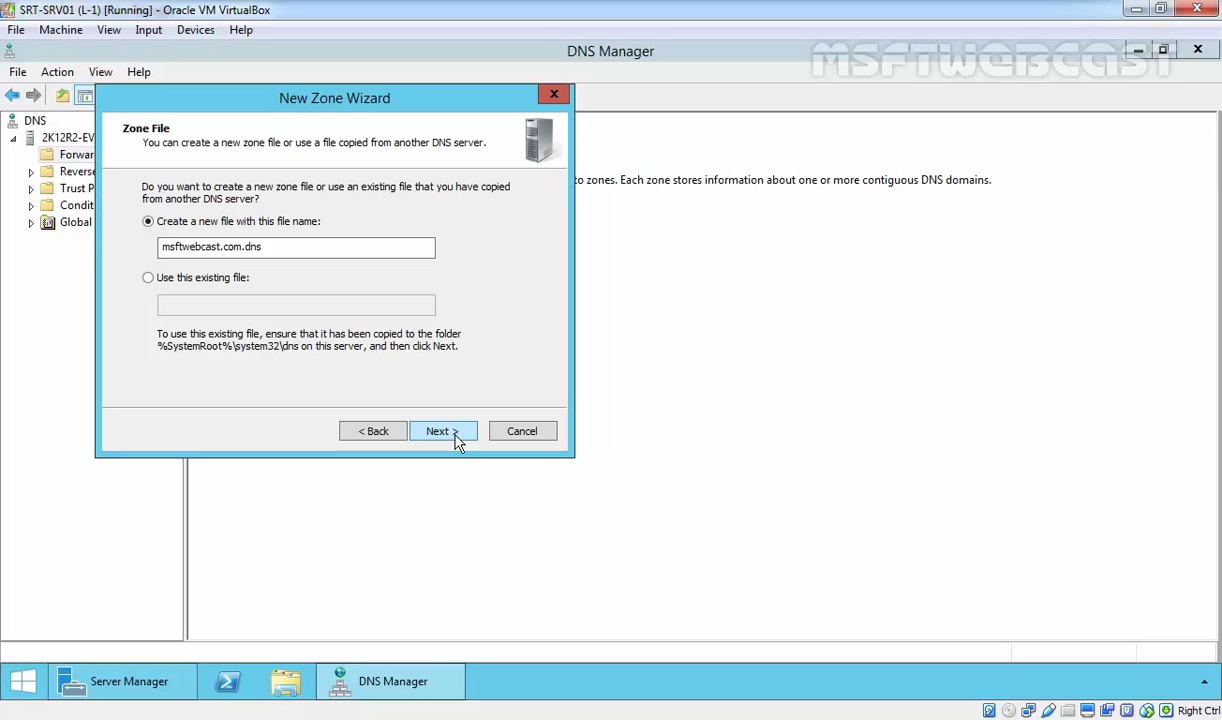 SRT-SRV01 (L-1) [Running] - Oracle VM VirtualBox
File Machine View Input Devices Help
DNS Manager
MSFTWEBCAST
File Action View Help
New Zone Wizard
DNS
2K12R2-EV
Forwar
Reverse
Trust P
Condit
Global
Zone File
You can create a new zone file or use a file copied from another DNS server.
to zones. Each zone stores information about one or more contiguous DNS domains.
Do you want to create a new zone file or use an existing file that you have copied
from another DNS server?
Create a new file with this file name:
msftwebcast.com.dns
Use this existing file:
To use this existing file, ensure that it has been copied to the folder
%SystemRoot%\system32\dns on this server, and then click Next.
< Back Next > Cancel
Server Manager
DNS Manager
Right Ctrl